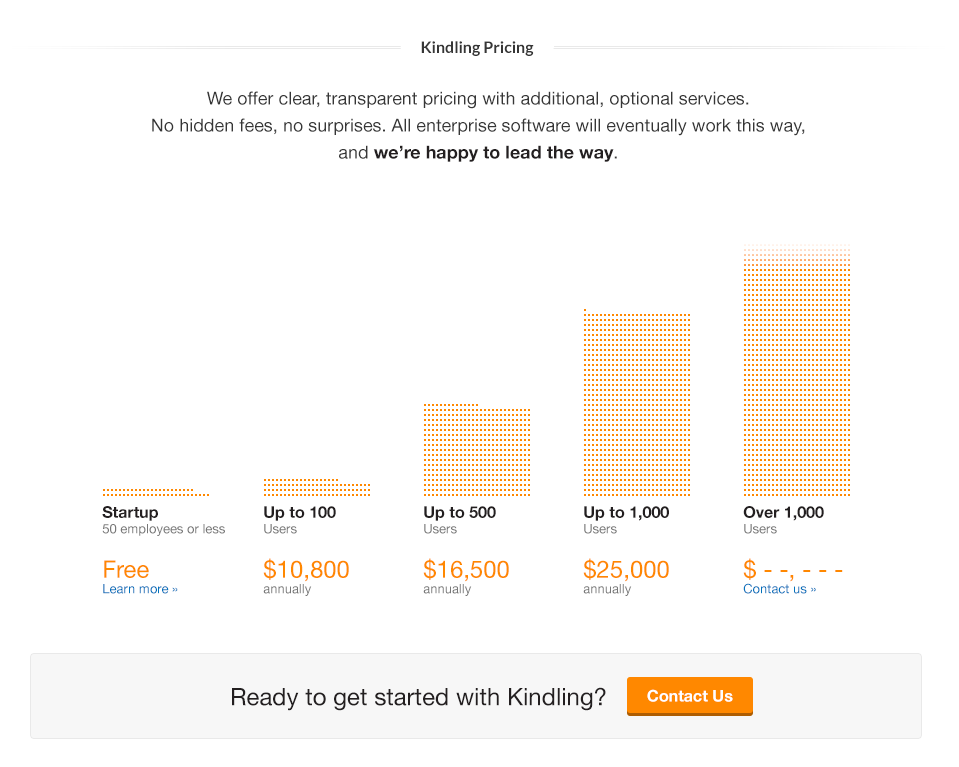 Kindling Pricing
We offer clear, transparent pricing with additional, optional services.
No hidden fees, no surprises. All enterprise software will eventually work this way,
and we’re happy to lead the way.
Startup
50 employees or less
Free
Learn more »
Up to 100
Users
$10,800
annually
Up to 500
Users
$16,500
annually
Up to 1,000
Users
$25,000
annually
Over 1,000
Users
$ - -, - - -
Contact us »
Ready to get started with Kindling?
Contact Us